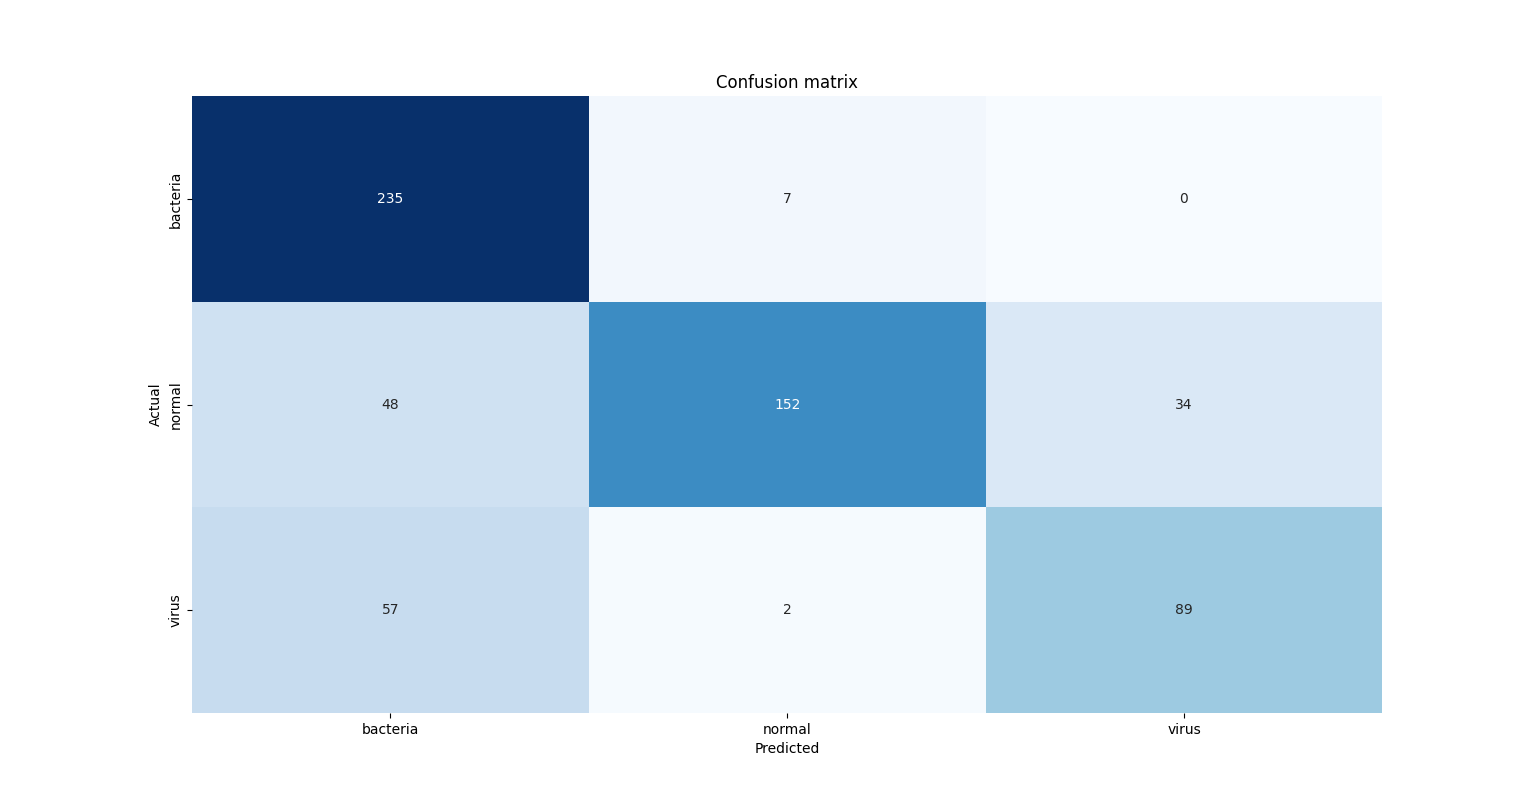 Confusion matrix
bacteria
235
7
0
Actual
normal
48
152
34
virus
57
2
89
bacteria
normal
virus
Predicted